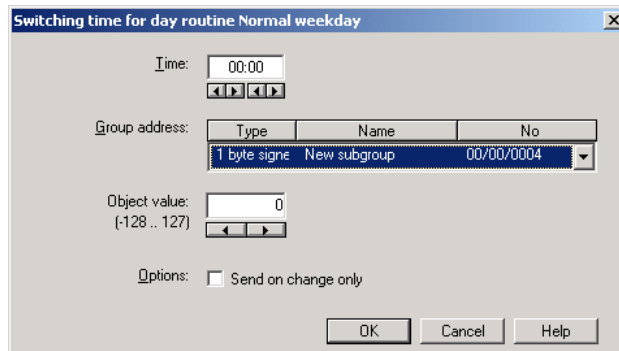 Switching time for day routine Normal weekday
Time: 00:00
Group address: Type Name No
1 byte signe New subgroup 00/00/0004
Object value: 0
(-128 .. 127)
Options: Send on change only
OK Cancel Help